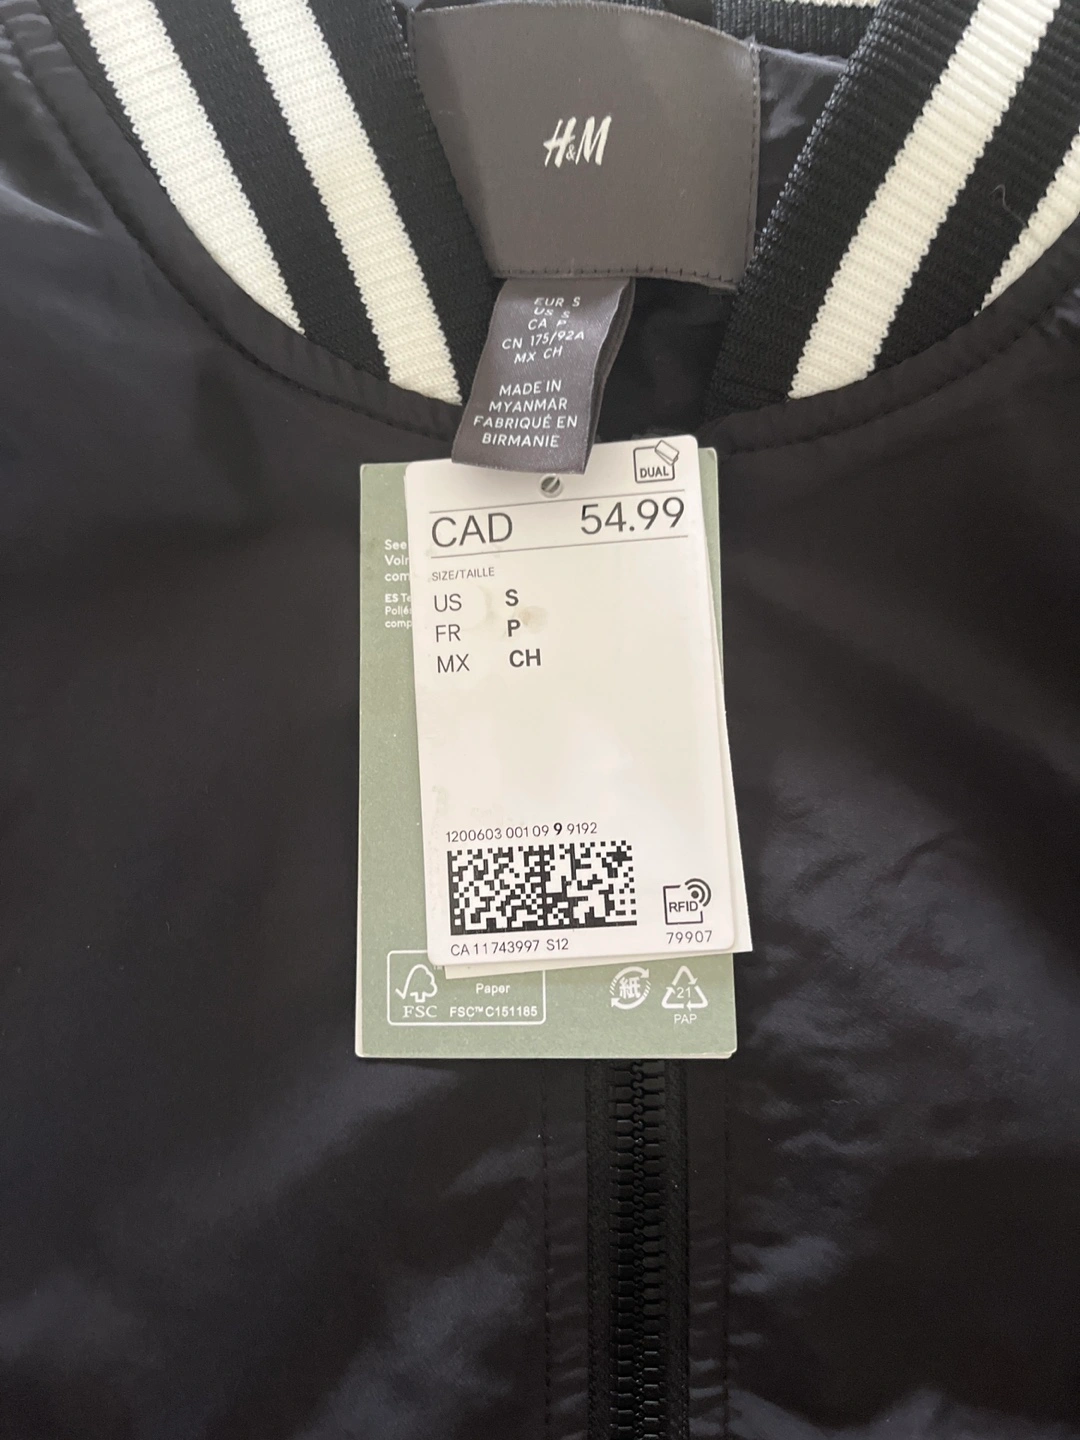 H&M
EUR S
US S
CA P
CN 175/92A
MX CH
MADE IN
MYANMAR
FABRIQUÉ EN
BIRMANIE
DUAL
CAD 54.99
SIZE/TAILLE
US S
FR P
MX CH
1200603 001 09 9 9192
RFID
CA 11743997 S12
79907
See
ES
FSC
Paper
FSC™ C151185
紙
21
PAP